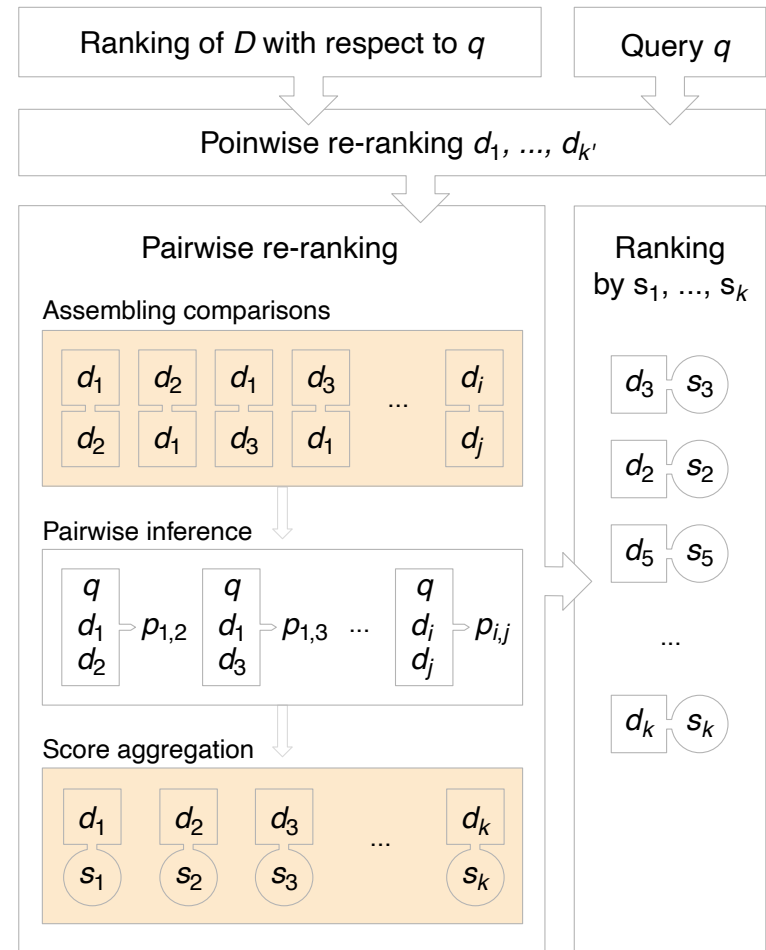 Ranking of D with respect to q
Query q
Poinwise re-ranking d1, ..., dk'
Pairwise re-ranking
Assembling comparisons
d1 d2 d1 d3 ... di
d2 d1 d3 d1 dj
Pairwise inference
q q q
d1 p1,2 d1 p1,3 ... di pi,j
d2 d3 dj
Score aggregation
d1 d2 d3 ... dk
s1 s2 s3 sk
Ranking
by s1, ..., sk
d3 s3
d2 s2
d5 s5
...
dk sk